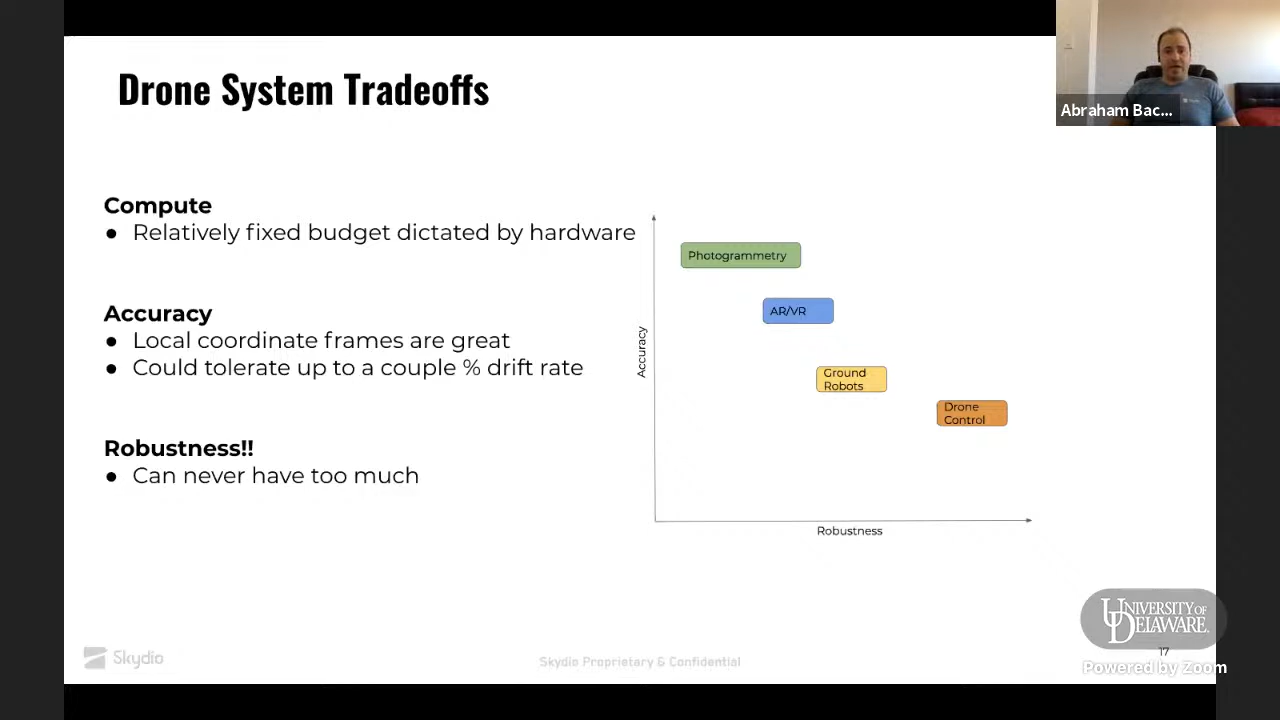 Drone System Tradeoffs
Abraham Bac...
Compute
● Relatively fixed budget dictated by hardware
Accuracy
● Local coordinate frames are great
● Could tolerate up to a couple % drift rate
Robustness!!
● Can never have too much
Photogrammetry
AR/VR
Ground
Robots
Drone
Control
Accuracy
Robustness
UNIVERSITY OF
DELAWARE.
Skydio
Skydio Proprietary & Confidential
17
Powered by Zoom